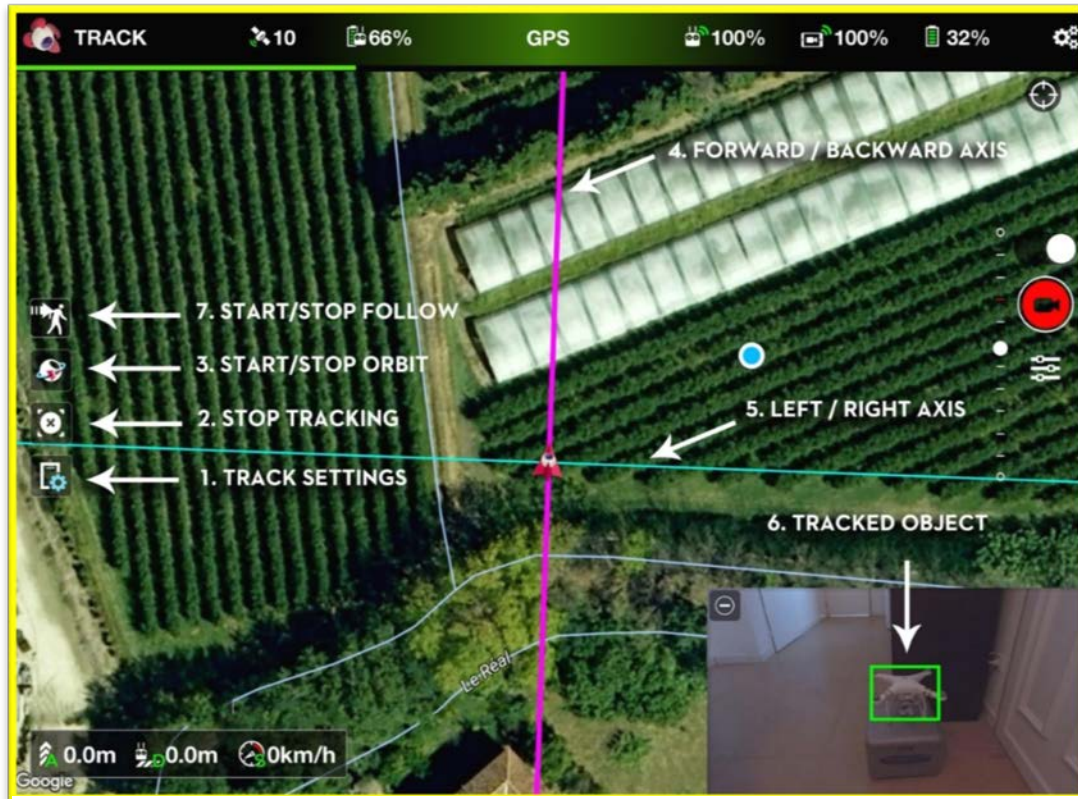 TRACK 10 66% GPS 100% 100% 32%
4. FORWARD / BACKWARD AXIS
7. START/STOP FOLLOW
3. START/STOP ORBIT
2. STOP TRACKING
5. LEFT / RIGHT AXIS
1. TRACK SETTINGS
6. TRACKED OBJECT
Le Réal
A 0.0m D 0.0m S 0km/h
Google